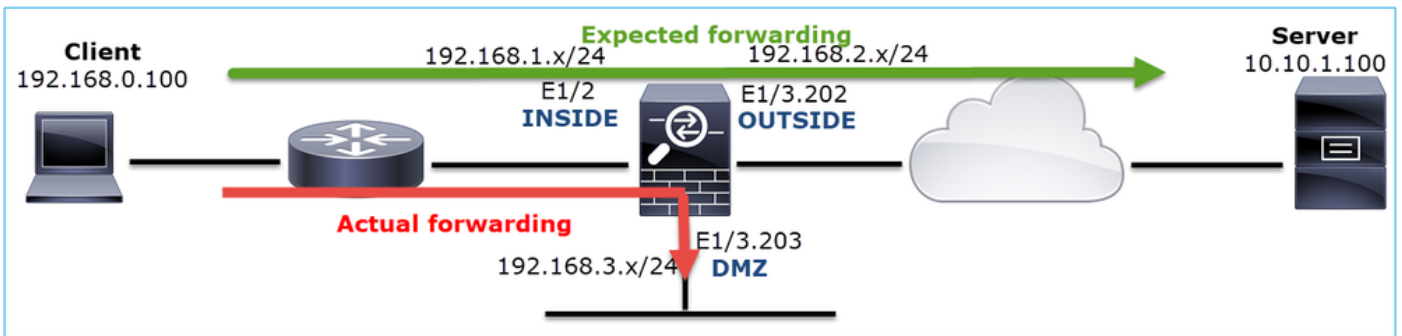 Expected forwarding
Client
192.168.0.100
192.168.1.x/24
192.168.2.x/24
Server
10.10.1.100
E1/2
INSIDE
E1/3.202
OUTSIDE
Actual forwarding
E1/3.203
DMZ
192.168.3.x/24